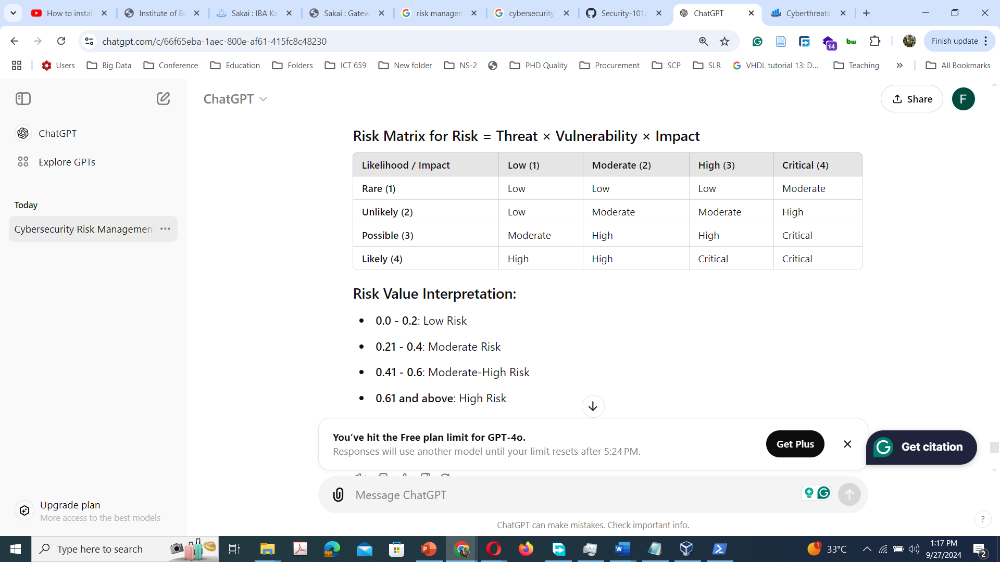 How to instal
Institute of Bu
Sakai : IBA Ka
Sakai : Gatew
risk managem
cybersecurity
Security-101/
ChatGPT
Cyberthreats
chatgpt.com/c/66f65eba-1aec-800e-af61-415fc8c48230
14
bw
Finish update
Users
Big Data
Conference
Education
Folders
ICT 659
New folder
NS-2
PHD Quality
Procurement
SCP
SLR
VHDL tutorial 13: D...
Teaching
All Bookmarks
ChatGPT
Share
F
ChatGPT
Explore GPTs
Today
Cybersecurity Risk Management
Risk Matrix for Risk = Threat × Vulnerability × Impact
Likelihood / Impact Low (1) Moderate (2) High (3) Critical (4)
Rare (1) Low Low Low Moderate
Unlikely (2) Low Moderate Moderate High
Possible (3) Moderate High High Critical
Likely (4) High High Critical Critical
Risk Value Interpretation:
• 0.0 - 0.2: Low Risk
• 0.21 - 0.4: Moderate Risk
• 0.41 - 0.6: Moderate-High Risk
• 0.61 and above: High Risk
You’ve hit the Free plan limit for GPT-4o.
Responses will use another model until your limit resets after 5:24 PM.
Get Plus
Get citation
Message ChatGPT
Upgrade plan
More access to the best models
ChatGPT can make mistakes. Check important info.
?
Type here to search
1
33°C
1:17 PM
9/27/2024
2